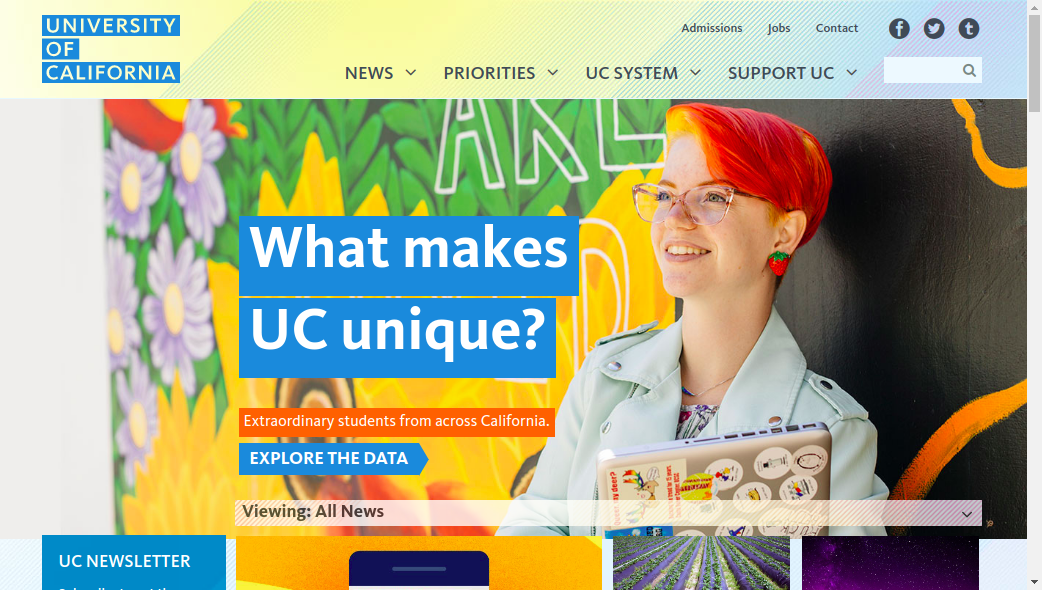 UNIVERSITY
OF
CALIFORNIA
Admissions Jobs Contact
NEWS PRIORITIES UC SYSTEM SUPPORT UC
ARE
What makes
UC unique?
Extraordinary students from across California.
EXPLORE THE DATA
Viewing: All News
UC NEWSLETTER